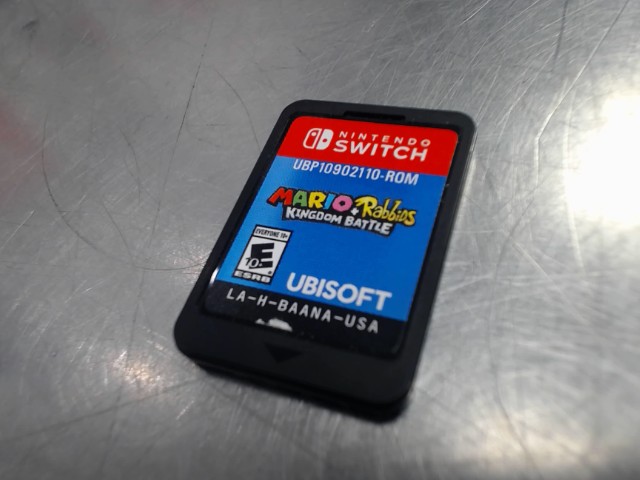 NINTENDO
SWITCH
UBP10902110-ROM
MARIO + Rabbids
KINGDOM BATTLE
EVERYONE 10+
E
10+
ESRB
UBISOFT
LA-H-BAANA-USA